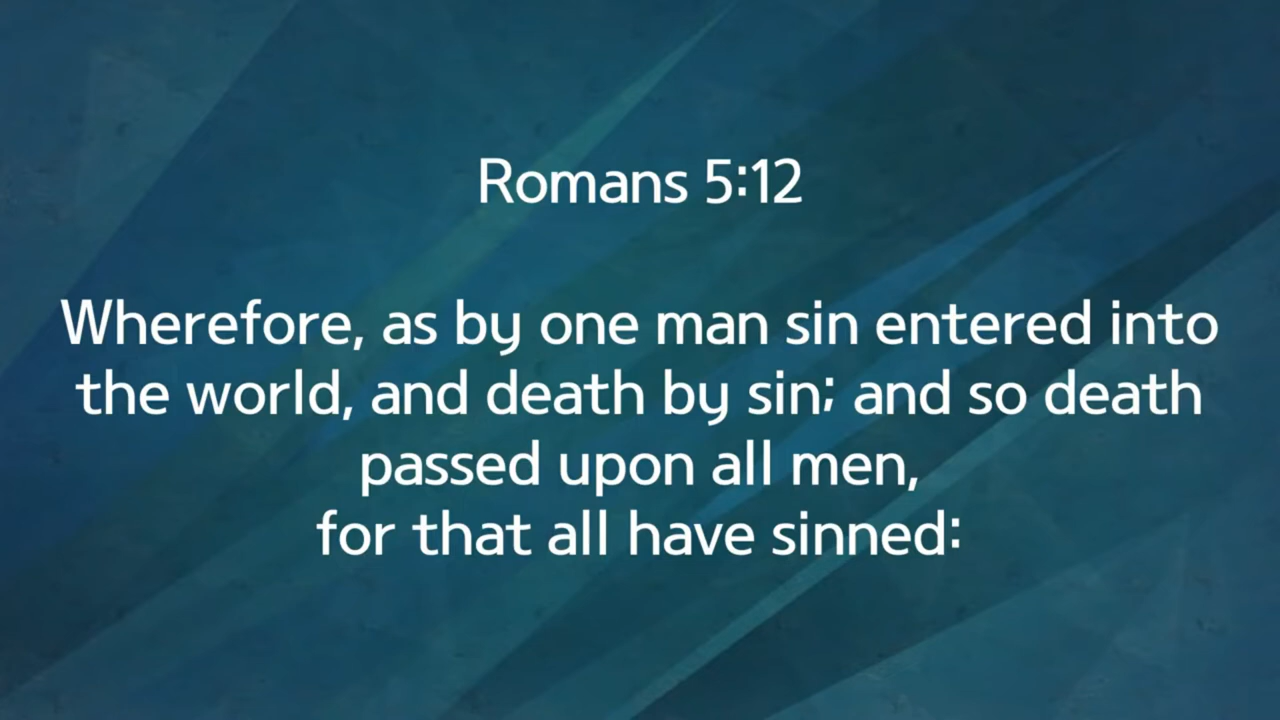 Romans 5:12
Wherefore, as by one man sin entered into
the world, and death by sin; and so death
passed upon all men,
for that all have sinned: